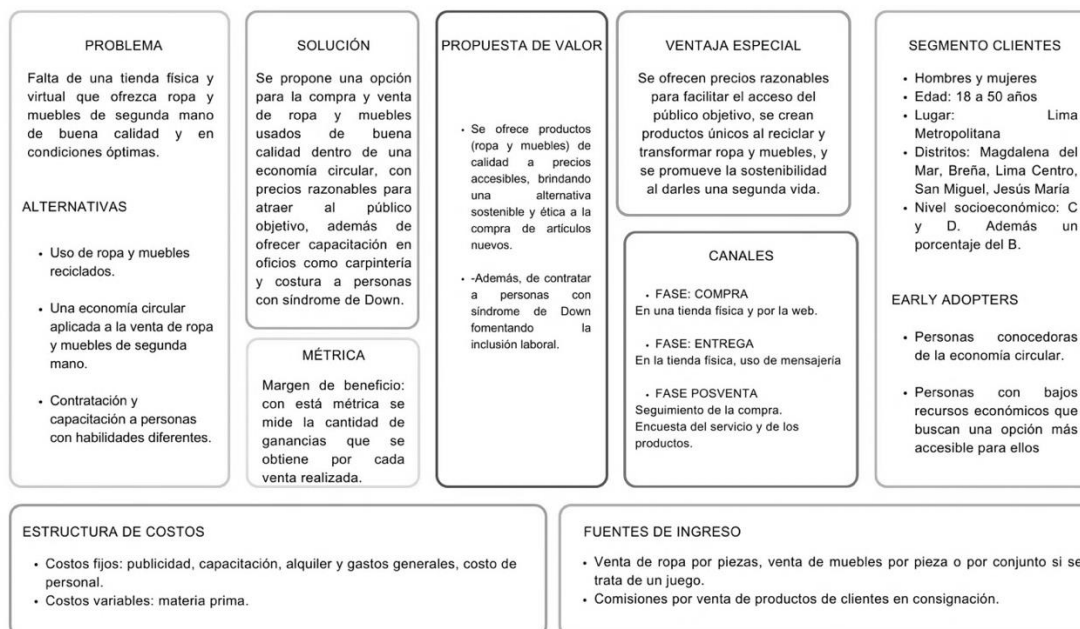 PROBLEMA
Falta de una tienda física y
virtual que ofrezca ropa y
muebles de segunda mano
de buena calidad y en
condiciones óptimas.
ALTERNATIVAS
• Uso de ropa y muebles
reciclados.
• Una economía circular
aplicada a la venta de ropa
y muebles de segunda
mano.
• Contratación y
capacitación a personas
con habilidades diferentes.
SOLUCIÓN
Se propone una opción
para la compra y venta
de ropa y muebles
usados de buena
calidad dentro de una
economía circular, con
precios razonables para
atraer al público
objetivo, además de
ofrecer capacitación en
oficios como carpintería
y costura a personas
con síndrome de Down.
MÉTRICA
Margen de beneficio:
con está métrica se
mide la cantidad de
ganancias que se
obtiene por cada
venta realizada.
PROPUESTA DE VALOR
• Se ofrece productos
(ropa y muebles) de
calidad a precios
accesibles, brindando
una alternativa
sostenible y ética a la
compra de artículos
nuevos.
• -Además, de contratar
a personas con
síndrome de Down
fomentando la
inclusión laboral.
VENTAJA ESPECIAL
Se ofrecen precios razonables
para facilitar el acceso del
público objetivo, se crean
productos únicos al reciclar y
transformar ropa y muebles, y
se promueve la sostenibilidad
al darles una segunda vida.
CANALES
• FASE: COMPRA
En una tienda física y por la web.
• FASE: ENTREGA
En la tienda física, uso de mensajería
• FASE POSVENTA
Seguimiento de la compra.
Encuesta del servicio y de los
productos.
SEGMENTO CLIENTES
• Hombres y mujeres
• Edad: 18 a 50 años
• Lugar: Lima
Metropolitana
• Distritos: Magdalena del
Mar, Breña, Lima Centro,
San Miguel, Jesús María
• Nivel socioeconómico: C
y D. Además un
porcentaje del B.
EARLY ADOPTERS
• Personas conocedoras
de la economía circular.
• Personas con bajos
recursos económicos que
buscan una opción más
accesible para ellos
ESTRUCTURA DE COSTOS
• Costos fijos: publicidad, capacitación, alquiler y gastos generales, costo de
personal.
• Costos variables: materia prima.
FUENTES DE INGRESO
• Venta de ropa por piezas, venta de muebles por pieza o por conjunto si se
trata de un juego.
• Comisiones por venta de productos de clientes en consignación.